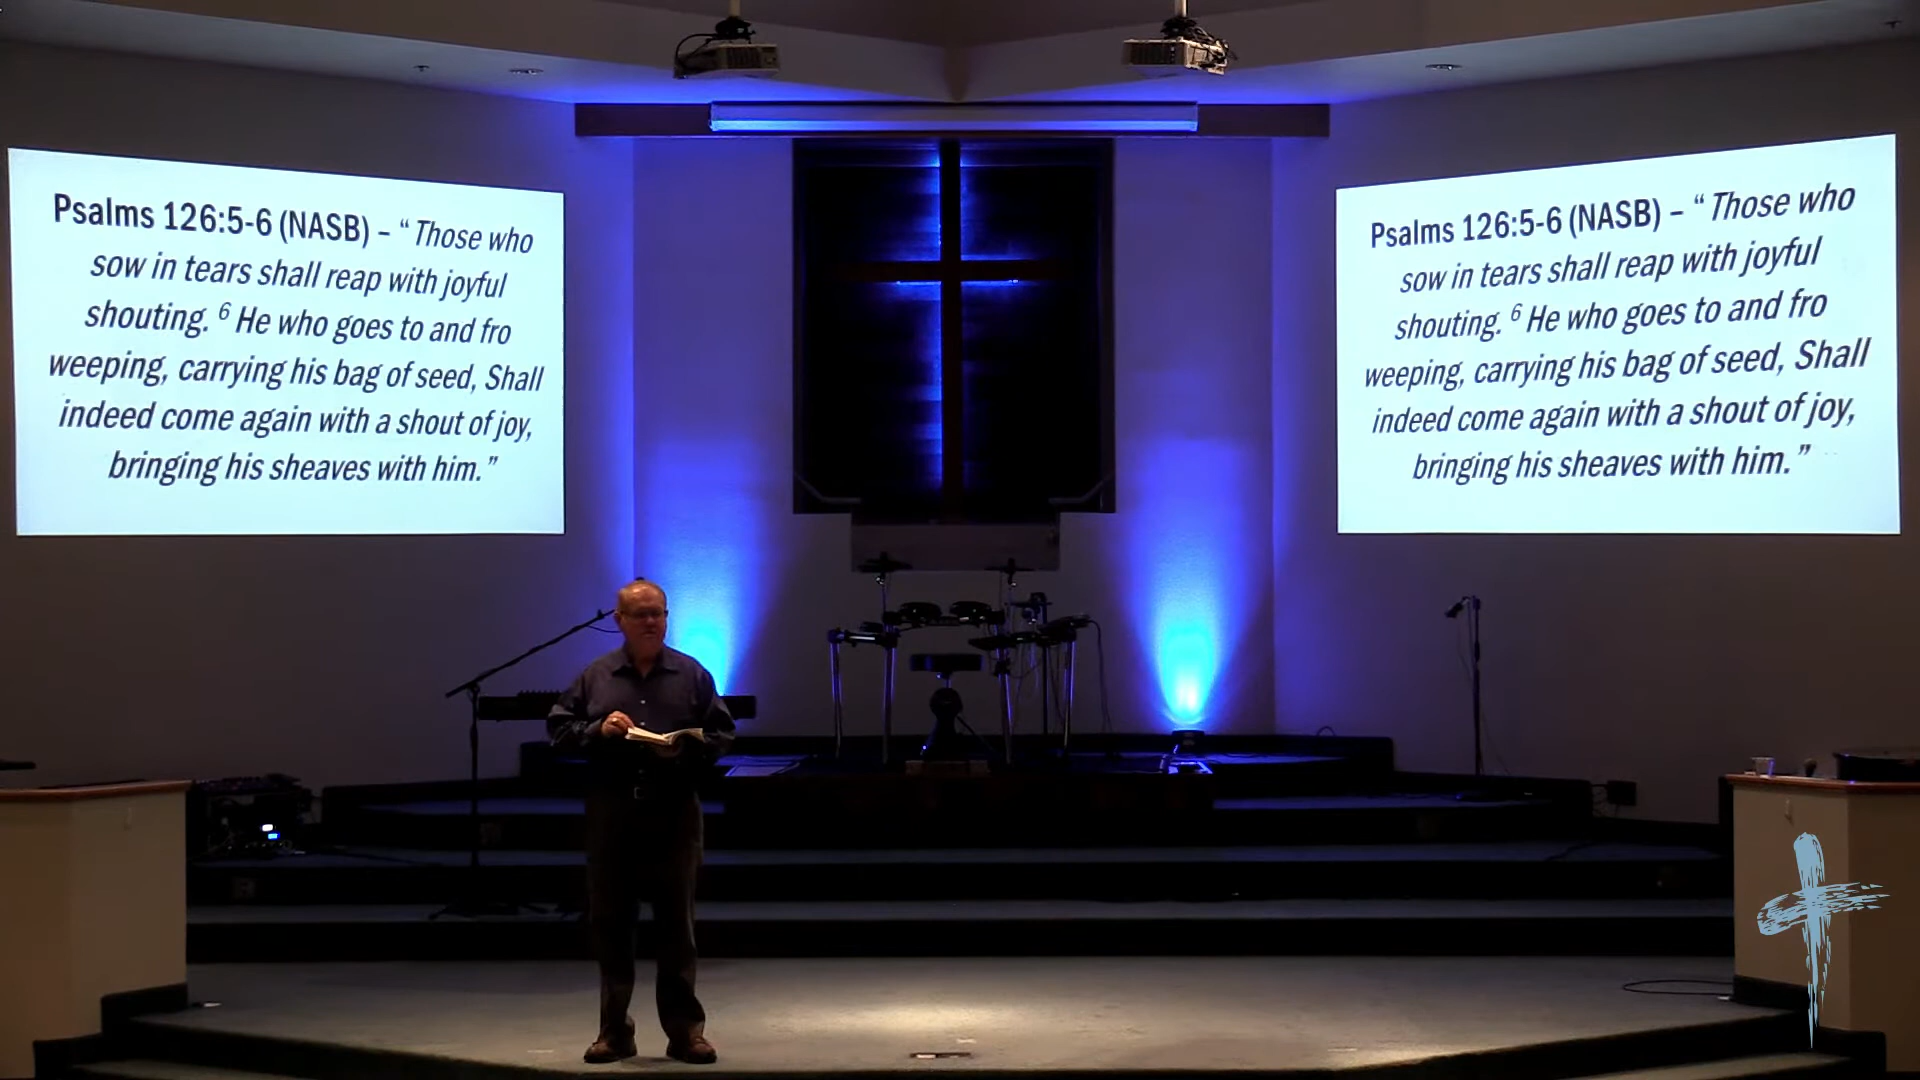 Psalms 126:5-6 (NASB) – “Those who
sow in tears shall reap with joyful
shouting. ⁶ He who goes to and fro
weeping, carrying his bag of seed, Shall
indeed come again with a shout of joy,
bringing his sheaves with him.”
Psalms 126:5-6 (NASB) – “Those who
sow in tears shall reap with joyful
shouting. ⁶ He who goes to and fro
weeping, carrying his bag of seed, Shall
indeed come again with a shout of joy,
bringing his sheaves with him.”